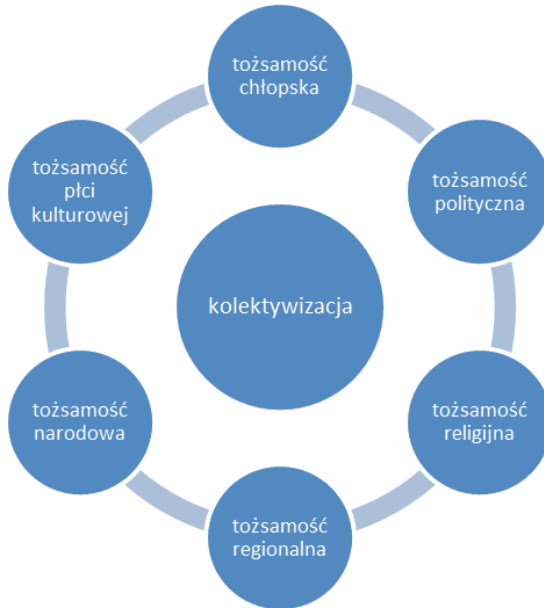 tożsamość
chłopska
tożsamość
polityczna
tożsamość
religijna
tożsamość
regionalna
tożsamość
narodowa
tożsamość
płci
kulturowej
kolektywizacja